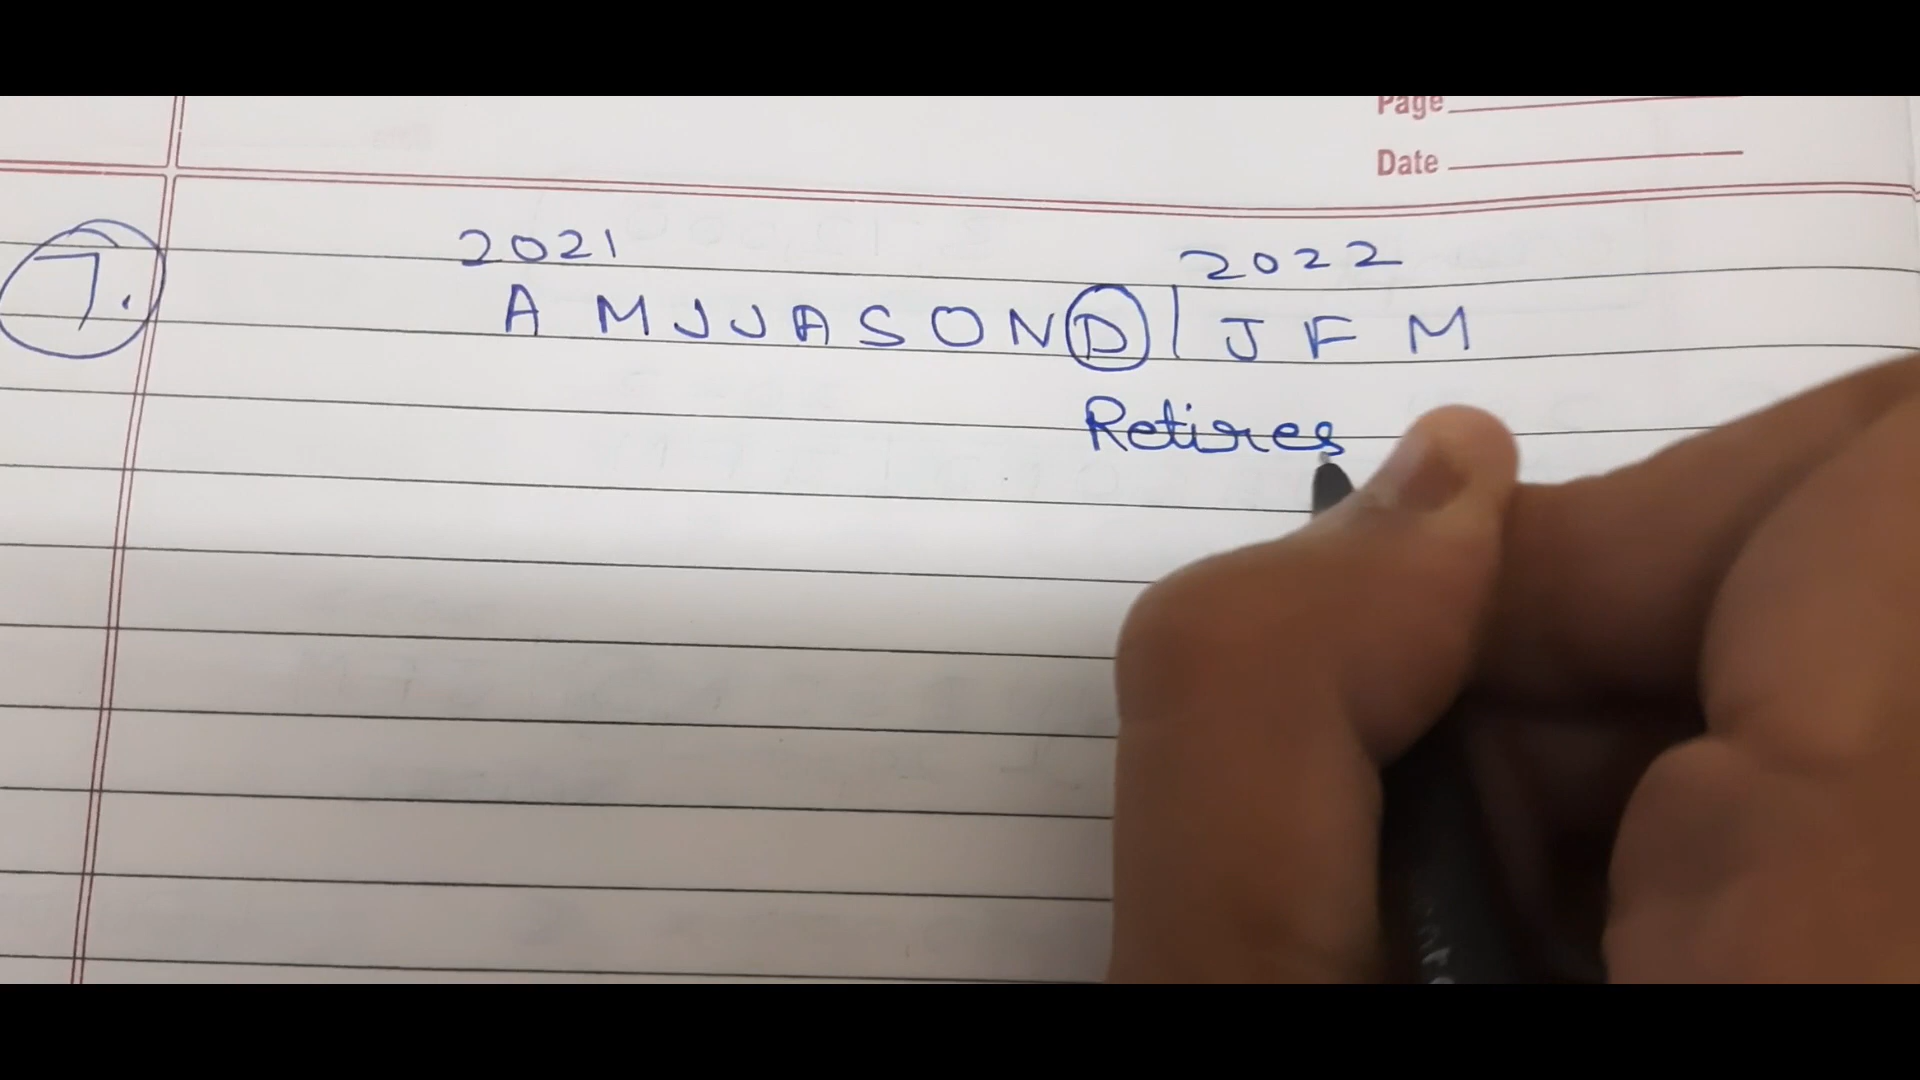 Page
Date
7.
2021 2022
A M J J A S O N D | J F M
Retires